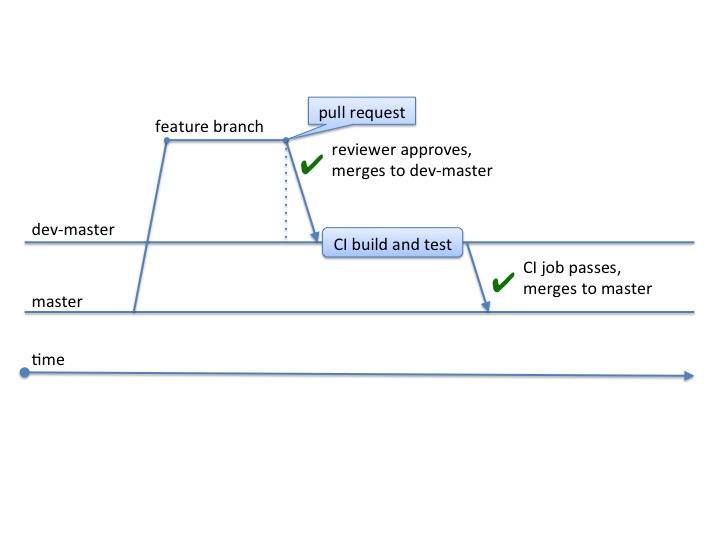 pull request
feature branch
reviewer approves,
merges to dev-master
dev-master
CI build and test
CI job passes,
merges to master
master
time